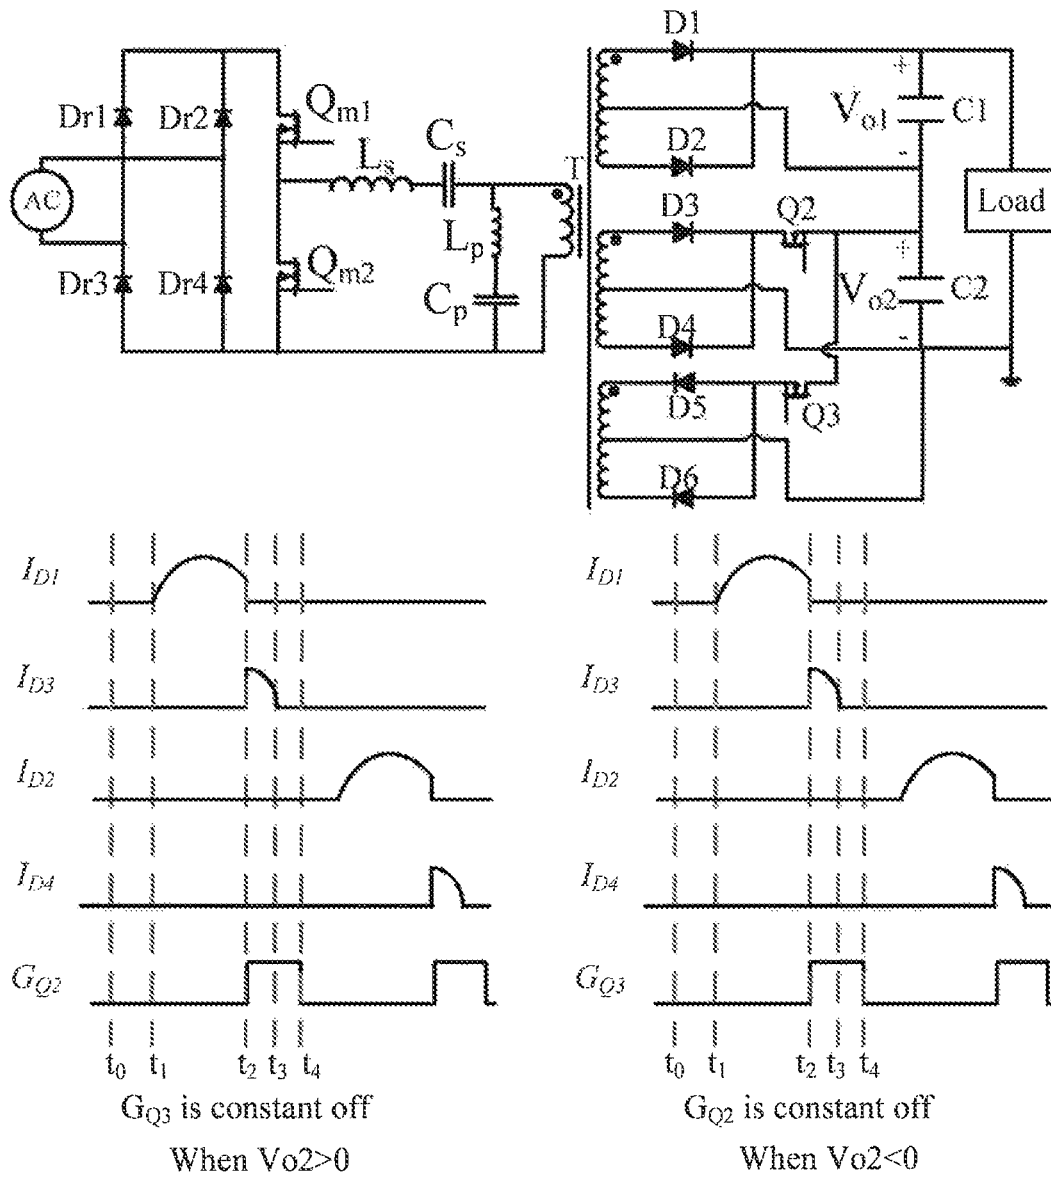 D1
Dr1 Dr2 Qm1 Cs Vo1 + C1
Ls D2 -
AC T D3 Q2 Load
Lp
Dr3 Dr4 Qm2 Vo2 + C2
Cp D4 -
D5 Q3
D6
ID1 ID1
ID3 ID3
ID2 ID2
ID4 ID4
GQ2 GQ3
t0 t1 t2 t3 t4 t0 t1 t2 t3 t4
GQ3 is constant off GQ2 is constant off
When Vo2>0 When Vo2<0